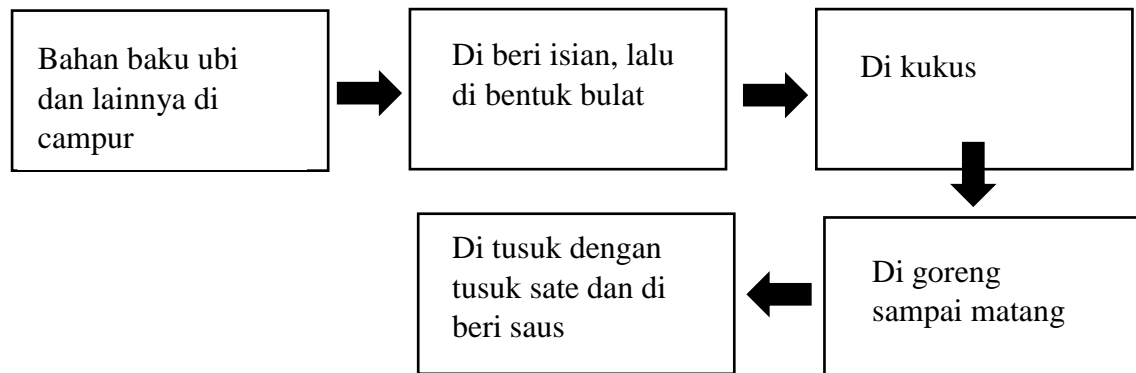 Bahan baku ubi
dan lainnya di
campur
Di beri isian, lalu
di bentuk bulat
Di kukus
Di goreng
sampai matang
Di tusuk dengan
tusuk sate dan di
beri saus